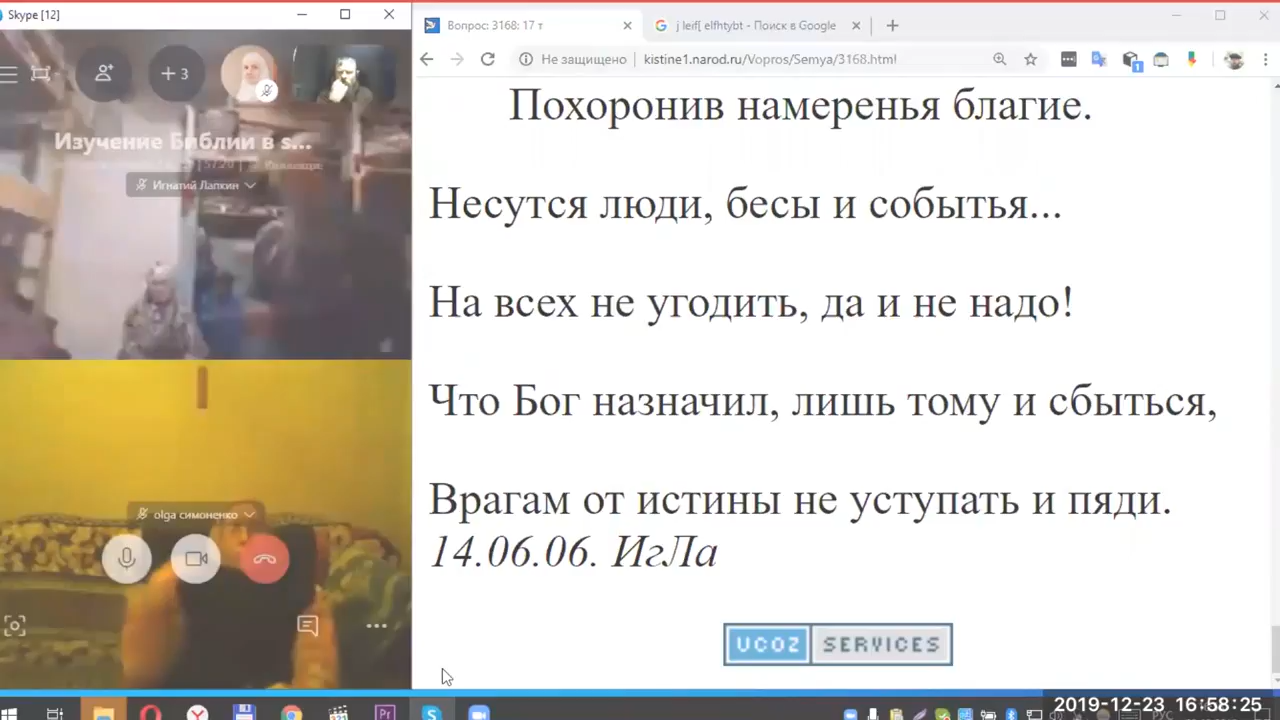 Skype [12]
+ 3
Изучение Библии в s...
Игнатий Лапкин
olga симоненко
Вопрос: 3168: 17 т
j lerf[ elfhtybt - Поиск в Google
Не защищено
kistine1.narod.ru/Vopros/Semya/3168.html
Похоронив намеренья благие.
Несутся люди, бесы и событья...
На всех не угодить, да и не надо!
Что Бог назначил, лишь тому и сбыться,
Врагам от истины не уступать и пяди.
14.06.06. ИгЛа
UCOZ SERVICES
2019-12-23 16:58:25